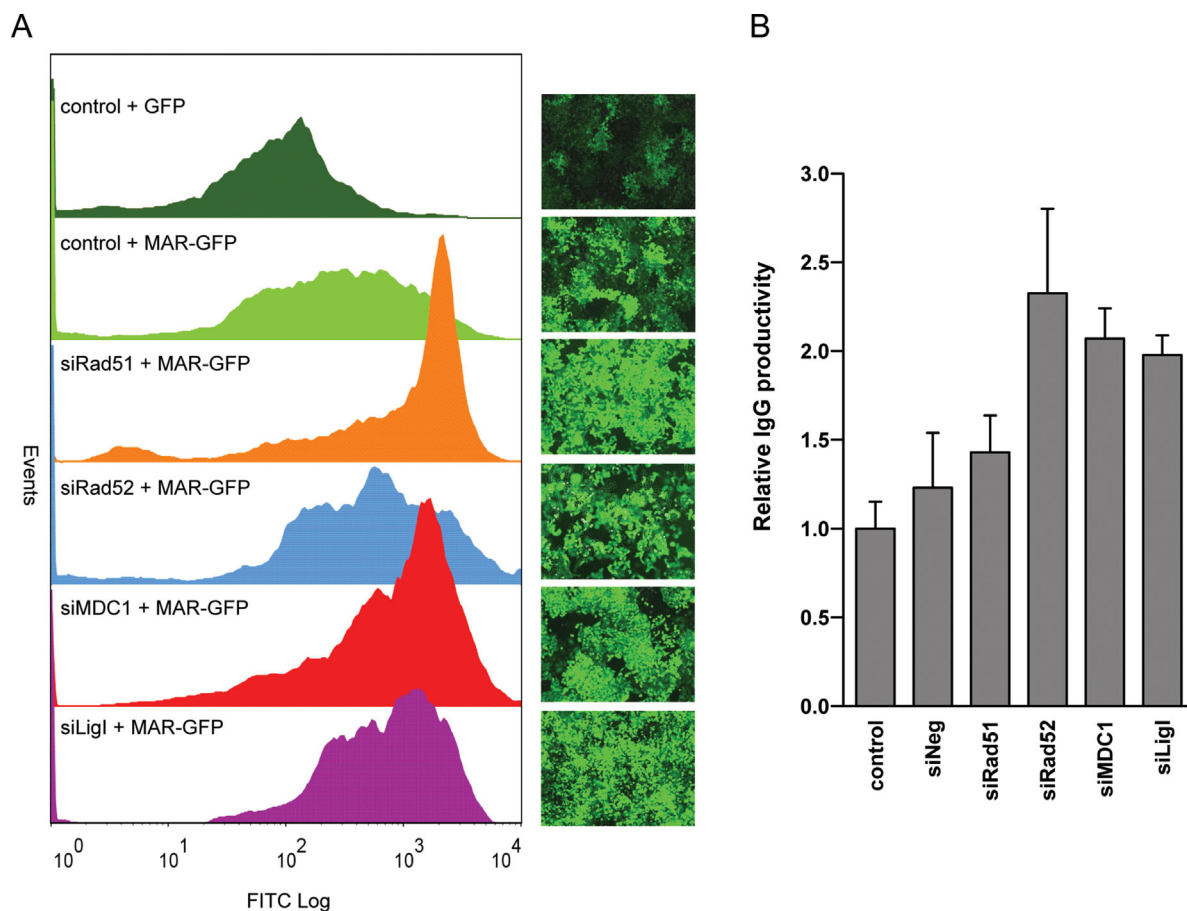 A
control + GFP
control + MAR-GFP
siRad51 + MAR-GFP
siRad52 + MAR-GFP
siMDC1 + MAR-GFP
siLigI + MAR-GFP
Events
10^0 10^1 10^2 10^3 10^4
FITC Log
B
Relative IgG productivity
3.0
2.5
2.0
1.5
1.0
0.5
0.0
control
siNeg
siRad51
siRad52
siMDC1
siLigI